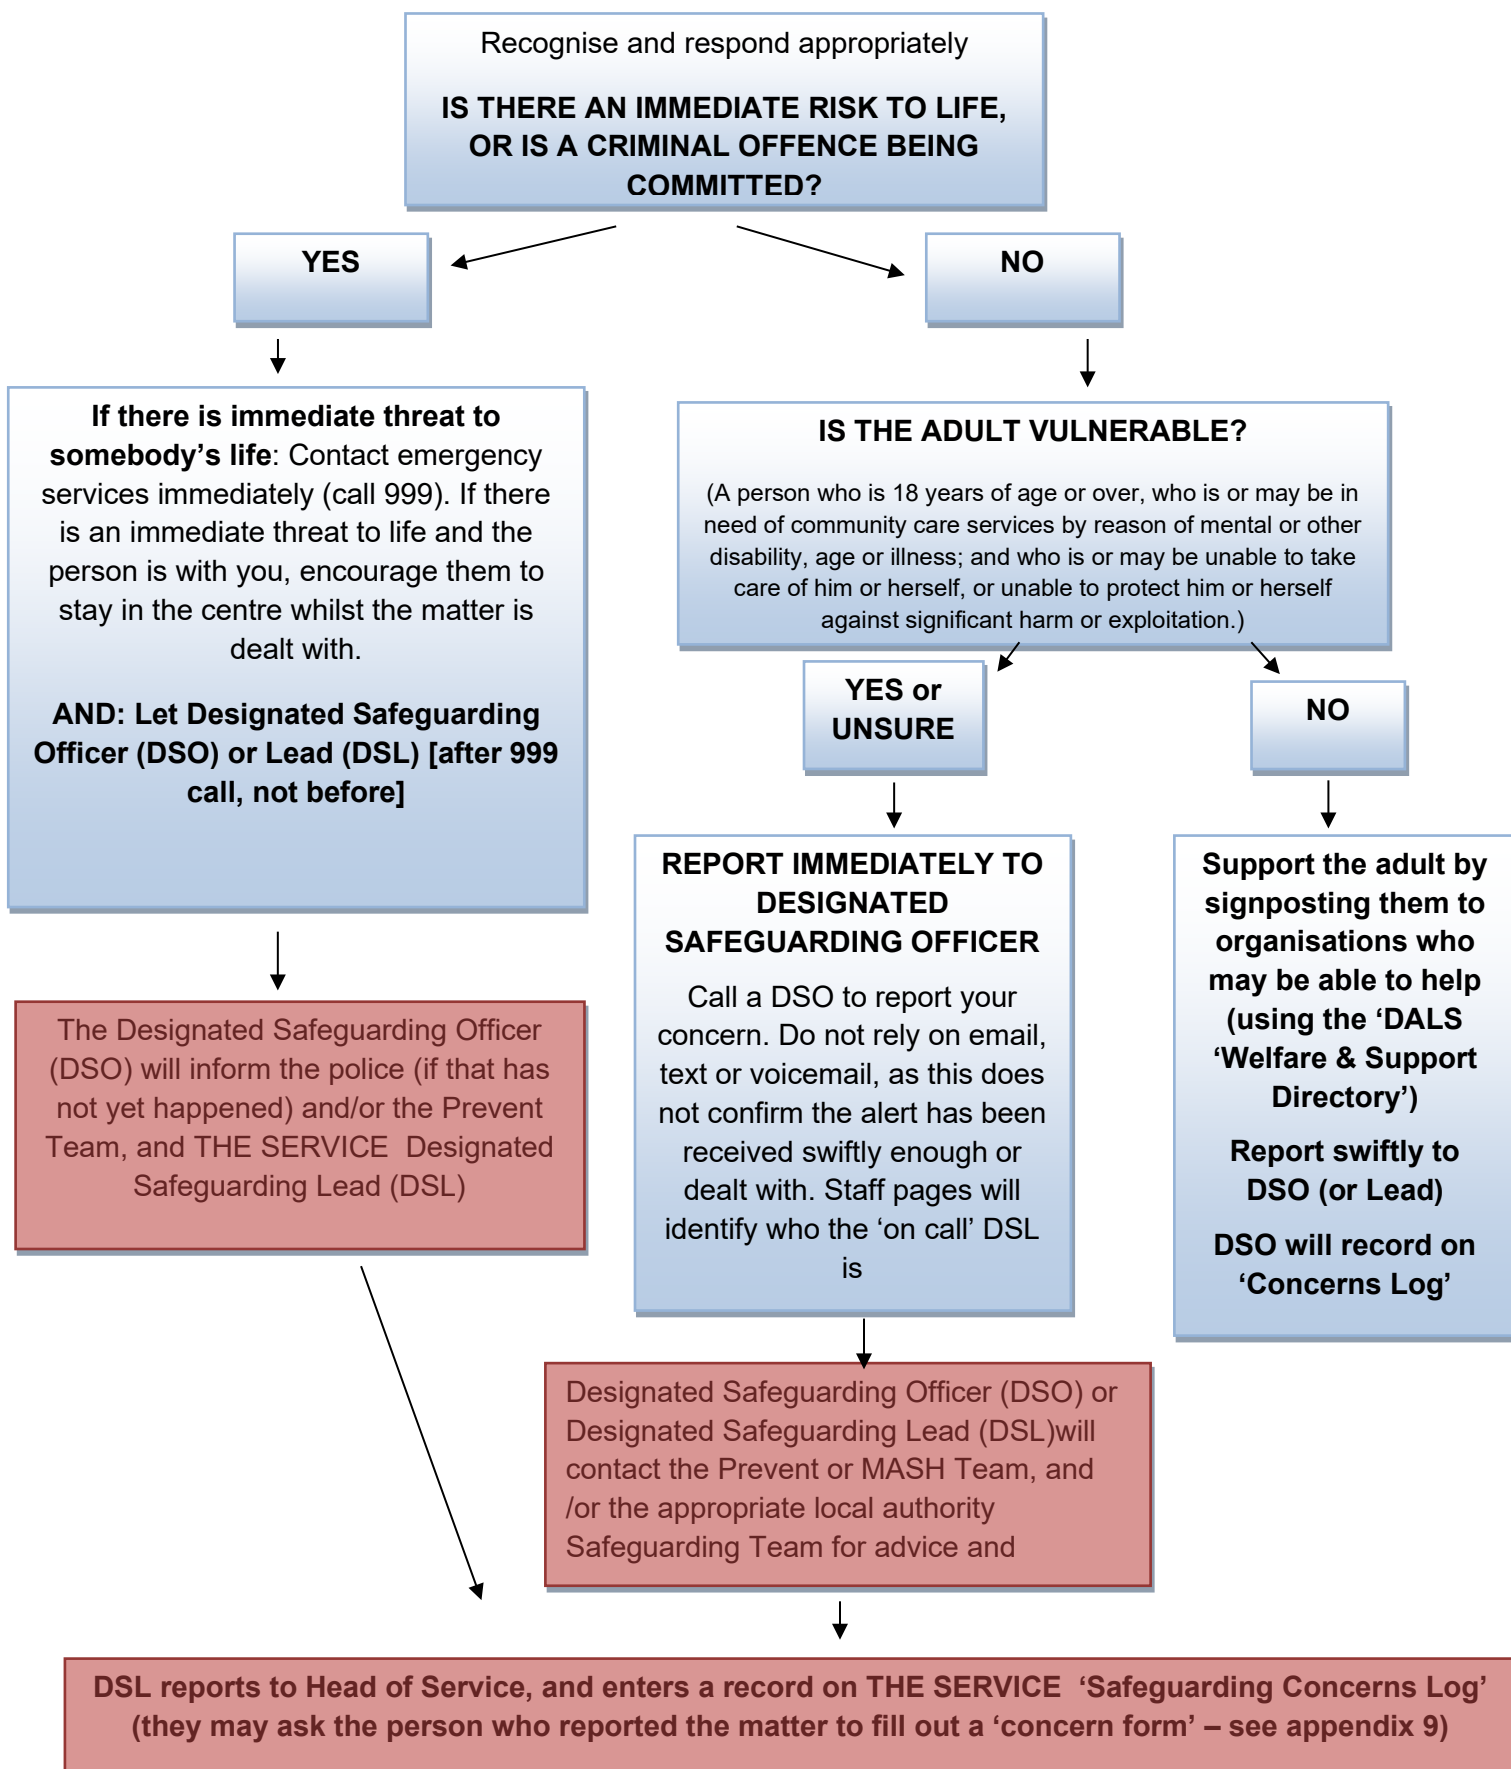 Recognise and respond appropriately
IS THERE AN IMMEDIATE RISK TO LIFE,
OR IS A CRIMINAL OFFENCE BEING
COMMITTED?
YES
NO
If there is immediate threat to
somebody’s life: Contact emergency
services immediately (call 999). If there
is an immediate threat to life and the
person is with you, encourage them to
stay in the centre whilst the matter is
dealt with.
AND: Let Designated Safeguarding
Officer (DSO) or Lead (DSL) [after 999
call, not before]
IS THE ADULT VULNERABLE?
(A person who is 18 years of age or over, who is or may be in
need of community care services by reason of mental or other
disability, age or illness; and who is or may be unable to take
care of him or herself, or unable to protect him or herself
against significant harm or exploitation.)
YES or
UNSURE
NO
REPORT IMMEDIATELY TO
DESIGNATED
SAFEGUARDING OFFICER
Call a DSO to report your
concern. Do not rely on email,
text or voicemail, as this does
not confirm the alert has been
received swiftly enough or
dealt with. Staff pages will
identify who the ‘on call’ DSL
is
Support the adult by
signposting them to
organisations who
may be able to help
(using the ‘DALS
‘Welfare & Support
Directory’)
Report swiftly to
DSO (or Lead)
DSO will record on
‘Concerns Log’
The Designated Safeguarding Officer
(DSO) will inform the police (if that has
not yet happened) and/or the Prevent
Team, and THE SERVICE  Designated
Safeguarding Lead (DSL)
Designated Safeguarding Officer (DSO) or
Designated Safeguarding Lead (DSL)will
contact the Prevent or MASH Team, and
/or the appropriate local authority
Safeguarding Team for advice and
DSL reports to Head of Service, and enters a record on THE SERVICE  ‘Safeguarding Concerns Log’
(they may ask the person who reported the matter to fill out a ‘concern form’ – see appendix 9)